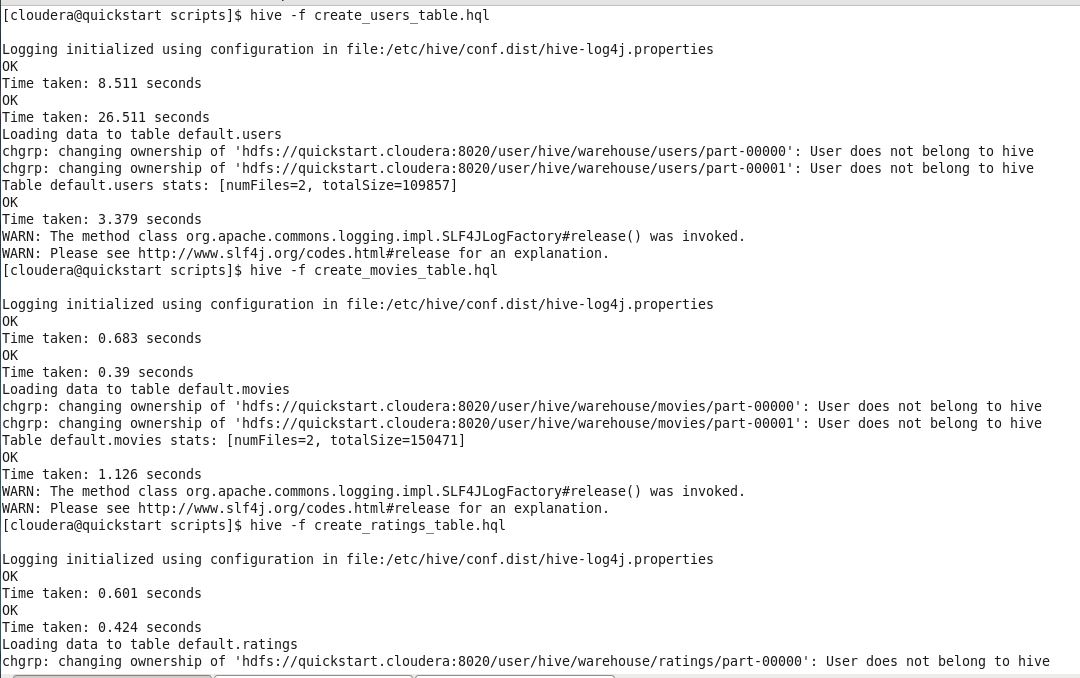 [cloudera@quickstart scripts]$ hive -f create_users_table.hql
Logging initialized using configuration in file:/etc/hive/conf.dist/hive-log4j.properties
OK
Time taken: 8.511 seconds
OK
Time taken: 26.511 seconds
Loading data to table default.users
chgrp: changing ownership of 'hdfs://quickstart.cloudera:8020/user/hive/warehouse/users/part-00000': User does not belong to hive
chgrp: changing ownership of 'hdfs://quickstart.cloudera:8020/user/hive/warehouse/users/part-00001': User does not belong to hive
Table default.users stats: [numFiles=2, totalSize=109857]
OK
Time taken: 3.379 seconds
WARN: The method class org.apache.commons.logging.impl.SLF4JLogFactory#release() was invoked.
WARN: Please see http://www.slf4j.org/codes.html#release for an explanation.
[cloudera@quickstart scripts]$ hive -f create_movies_table.hql
Logging initialized using configuration in file:/etc/hive/conf.dist/hive-log4j.properties
OK
Time taken: 0.683 seconds
OK
Time taken: 0.39 seconds
Loading data to table default.movies
chgrp: changing ownership of 'hdfs://quickstart.cloudera:8020/user/hive/warehouse/movies/part-00000': User does not belong to hive
chgrp: changing ownership of 'hdfs://quickstart.cloudera:8020/user/hive/warehouse/movies/part-00001': User does not belong to hive
Table default.movies stats: [numFiles=2, totalSize=150471]
OK
Time taken: 1.126 seconds
WARN: The method class org.apache.commons.logging.impl.SLF4JLogFactory#release() was invoked.
WARN: Please see http://www.slf4j.org/codes.html#release for an explanation.
[cloudera@quickstart scripts]$ hive -f create_ratings_table.hql
Logging initialized using configuration in file:/etc/hive/conf.dist/hive-log4j.properties
OK
Time taken: 0.601 seconds
OK
Time taken: 0.424 seconds
Loading data to table default.ratings
chgrp: changing ownership of 'hdfs://quickstart.cloudera:8020/user/hive/warehouse/ratings/part-00000': User does not belong to hive